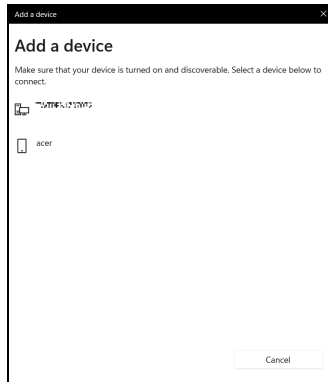 Add a device
Add a device
Make sure that your device is turned on and discoverable. Select a device below to
connect.
acer
Cancel